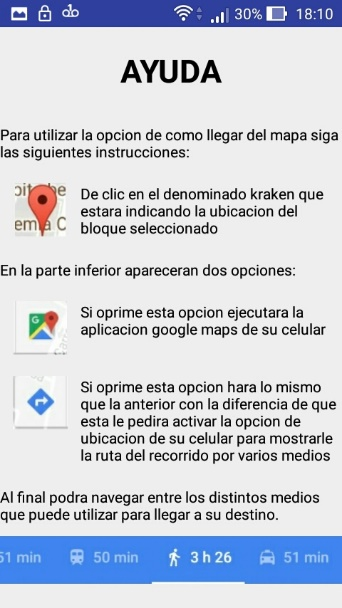 30% 18:10
AYUDA
Para utilizar la opcion de como llegar del mapa siga
las siguientes instrucciones:
De clic en el denominado kraken que
estara indicando la ubicacion del
bloque seleccionado
En la parte inferior apareceran dos opciones:
Si oprime esta opcion ejecutara la
aplicacion google maps de su celular
Si oprime esta opcion hara lo mismo
que la anterior con la diferencia de que
esta le pedira activar la opcion de
ubicacion de su celular para mostrarle
la ruta del recorrido por varios medios
Al final podra navegar entre los distintos medios
que puede utilizar para llegar a su destino.
51 min 50 min 3 h 26 51 min